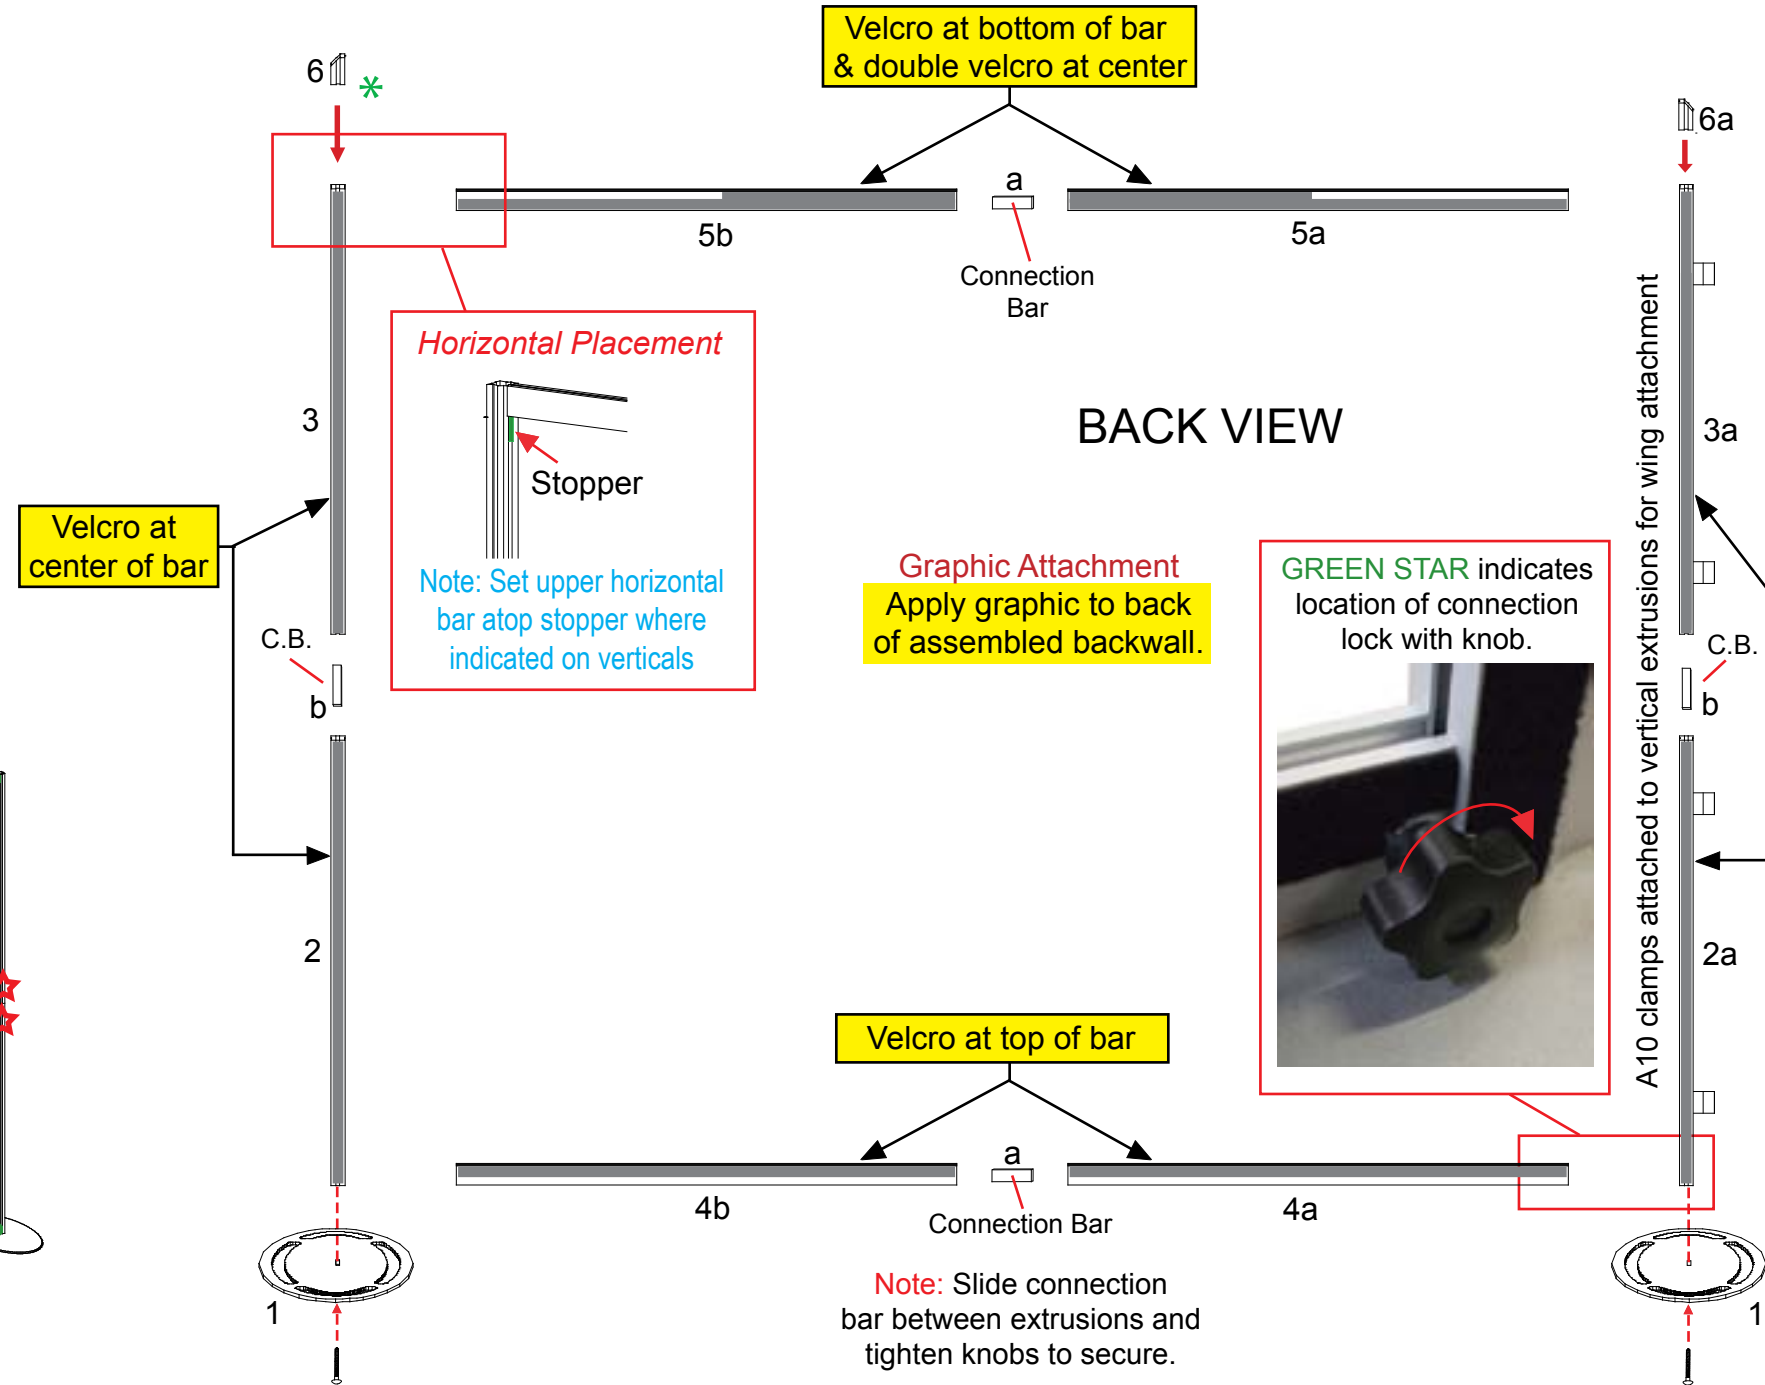 Velcro at bottom of bar
& double velcro at center
6
*
6a
a
5b
5a
Connection
Bar
Horizontal Placement
Stopper
Note: Set upper horizontal
bar atop stopper where
indicated on verticals
3
BACK VIEW
3a
A10 clamps attached to vertical extrusions for wing attachment
Velcro at
center of bar
Graphic Attachment
Apply graphic to back
of assembled backwall.
GREEN STAR indicates
location of connection
lock with knob.
C.B.
b
C.B.
b
2
2a
Velcro at top of bar
a
4b
4a
Connection Bar
1
1
Note: Slide connection
bar between extrusions and
tighten knobs to secure.